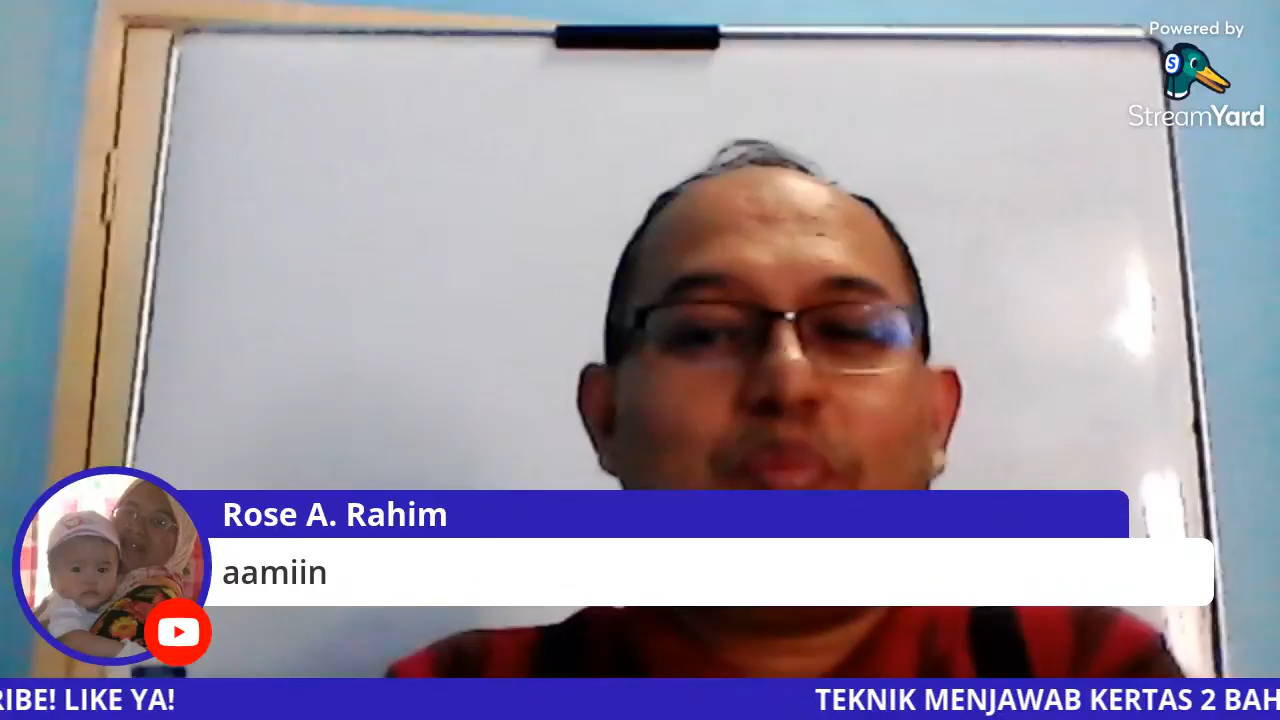 Powered by
S
StreamYard
Rose A. Rahim
aamiin
RIBE! LIKE YA!
TEKNIK MENJAWAB KERTAS 2 BAH